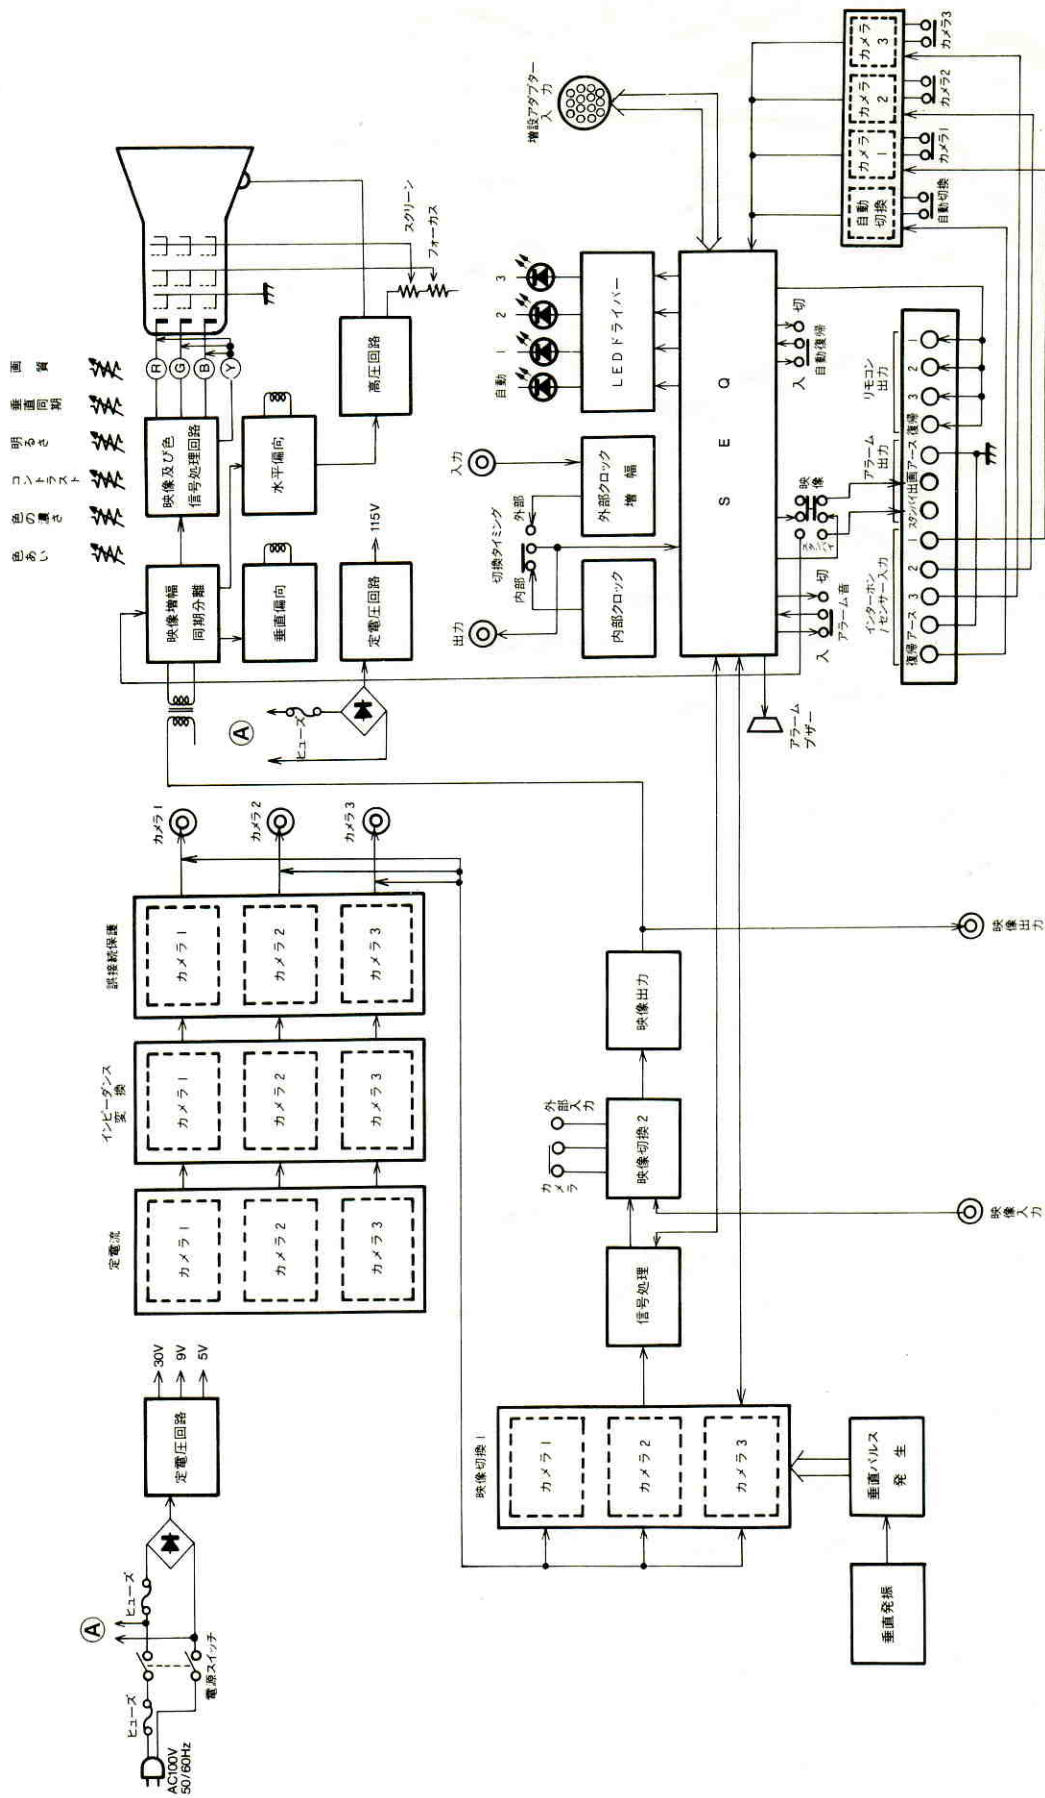 AC100V
50/60Hz
ヒューズ
電源スイッチ
ヒューズ
A
定電圧回路
30V
9V
5V
定電流
カメラ1
カメラ2
カメラ3
インピーダンス
変換
カメラ1
カメラ2
カメラ3
誤接続保護
カメラ1
カメラ2
カメラ3
カメラ1
カメラ2
カメラ3
A
ヒューズ
定電圧回路
115V
映像増幅
同期分離
垂直偏向
映像及び色
信号処理回路
水平偏向
高圧回路
色あい
色の濃さ
コントラスト
明るさ
垂直同期
画質
R
G
B
Y
スクリーン
フォーカス
垂直発振
垂直パルス
発生
映像切換1
カメラ1
カメラ2
カメラ3
信号処理
映像切換2
カメラ
外部入力
映像出力
映像入力
映像出力
出力
入力
切換タイミング
内部
外部
内部クロック
外部クロック
増幅
自動
1
2
3
LEDドライバー
増設アダプター
入力
SEQ
アラーム
ブザー
入
切
アラーム音
映像
入
切
自動復帰
インターホン
/センサー入力
復帰
アース
3
2
1
アラーム
出力
スタンバイ
出画
アース
リモコン
出力
復帰
3
2
1
自動
切換
カメラ
1
カメラ
2
カメラ
3
自動切換
カメラ1
カメラ2
カメラ3